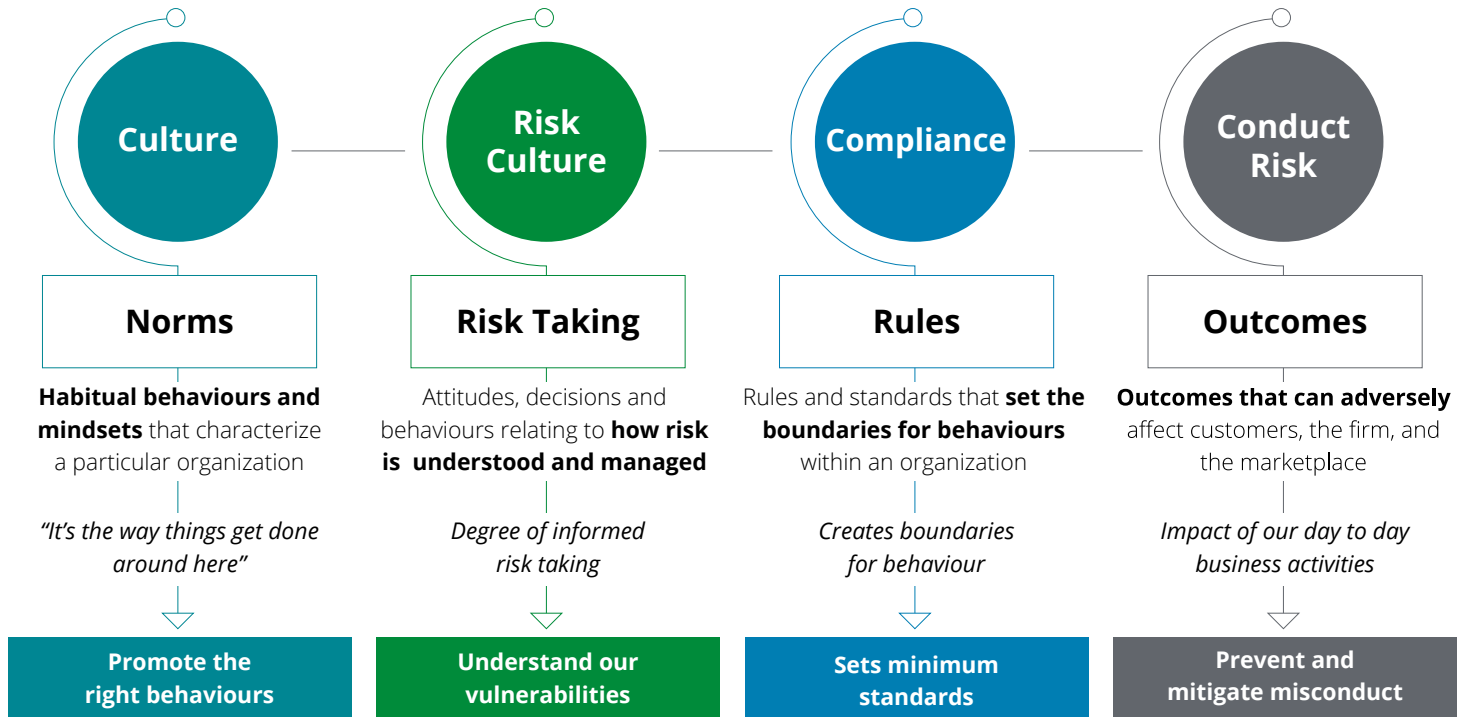 Culture
Risk
Culture
Compliance
Conduct
Risk
Norms
Risk Taking
Rules
Outcomes
Habitual behaviours and
mindsets that characterize
a particular organization
Attitudes, decisions and
behaviours relating to how risk
is understood and managed
Rules and standards that set the
boundaries for behaviours
within an organization
Outcomes that can adversely
affect customers, the firm, and
the marketplace
“It’s the way things get done
around here”
Degree of informed
risk taking
Creates boundaries
for behaviour
Impact of our day to day
business activities
Promote the
right behaviours
Understand our
vulnerabilities
Sets minimum
standards
Prevent and
mitigate misconduct